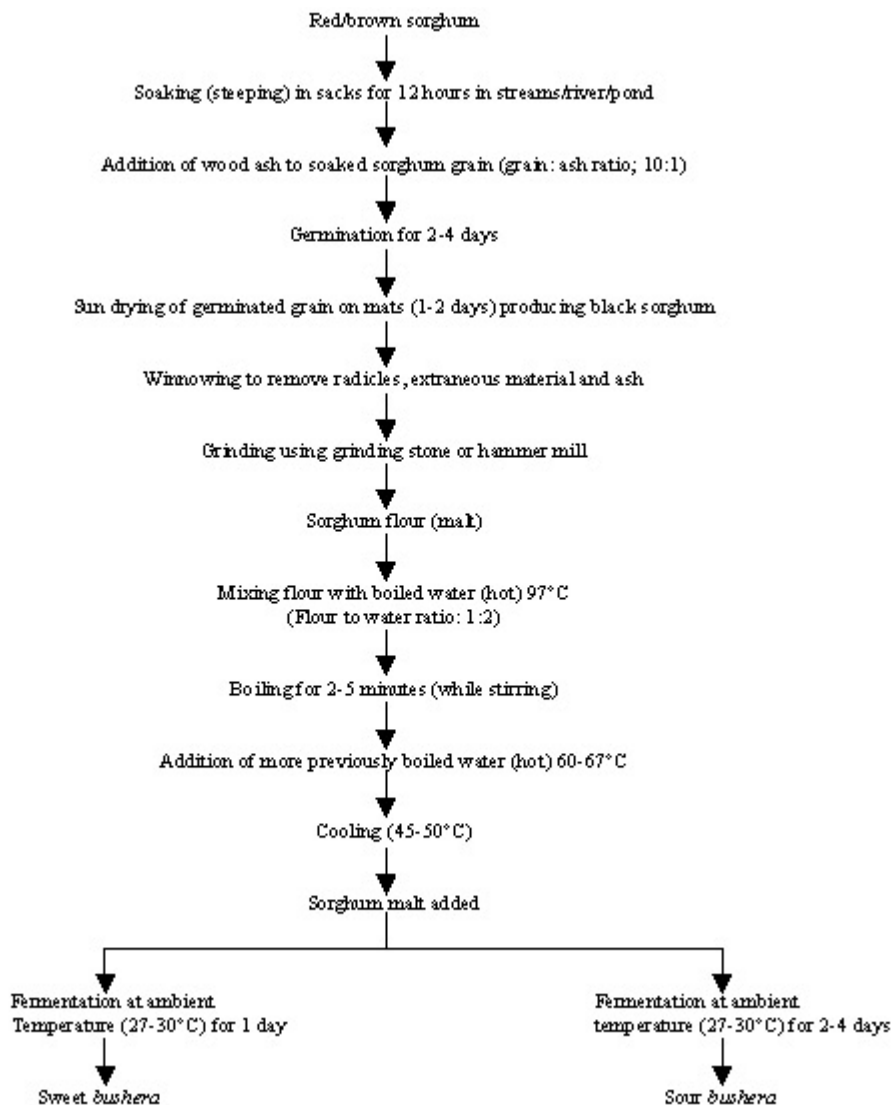 Red/brown sorghum
Soaking (steeping) in sacks for 12 hours in streams/river/pond
Addition of wood ash to soaked sorghum grain (grain: ash ratio; 10:1)
Germination for 2-4 days
Sun drying of germinated grain on mats (1-2 days) producing black sorghum
Winnowing to remove radicles, extraneous material and ash
Grinding using grinding stone or hammer mill
Sorghum flour (malt)
Mixing flour with boiled water (hot) 97°C
(Flour to water ratio: 1:2)
Boiling for 2-5 minutes (while stirring)
Addition of more previously boiled water (hot) 60-67°C
Cooling (45-50°C)
Sorghum malt added
Fermentation at ambient
Temperature (27-30°C) for 1 day
Sweet bushera
Fermentation at ambient
temperature (27-30°C) for 2-4 days
Sour bushera